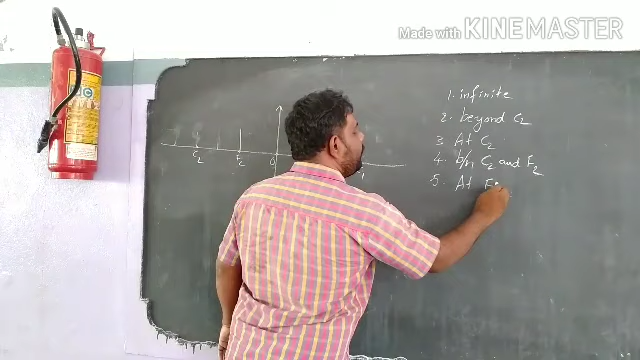 Made with KINEMASTER
1. infinite
2. beyond C2
3. At C2
4. b/n C2 and F2
5. At F
C2 F2 O